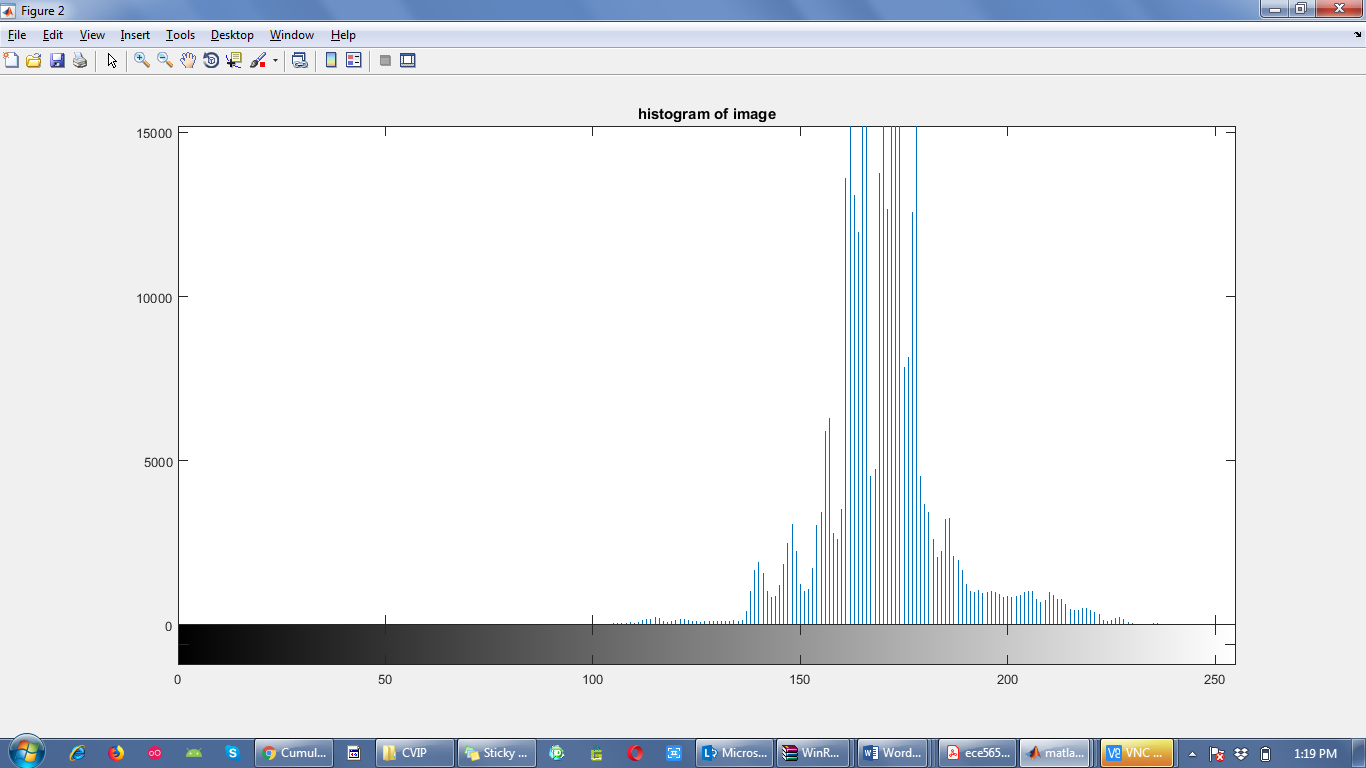 Figure 2
File Edit View Insert Tools Desktop Window Help
histogram of image
15000
10000
5000
0
0 50 100 150 200 250
Cumul... CVIP Sticky ... Micros... WinR... Word... ece565... matla... VNC ... 1:19 PM